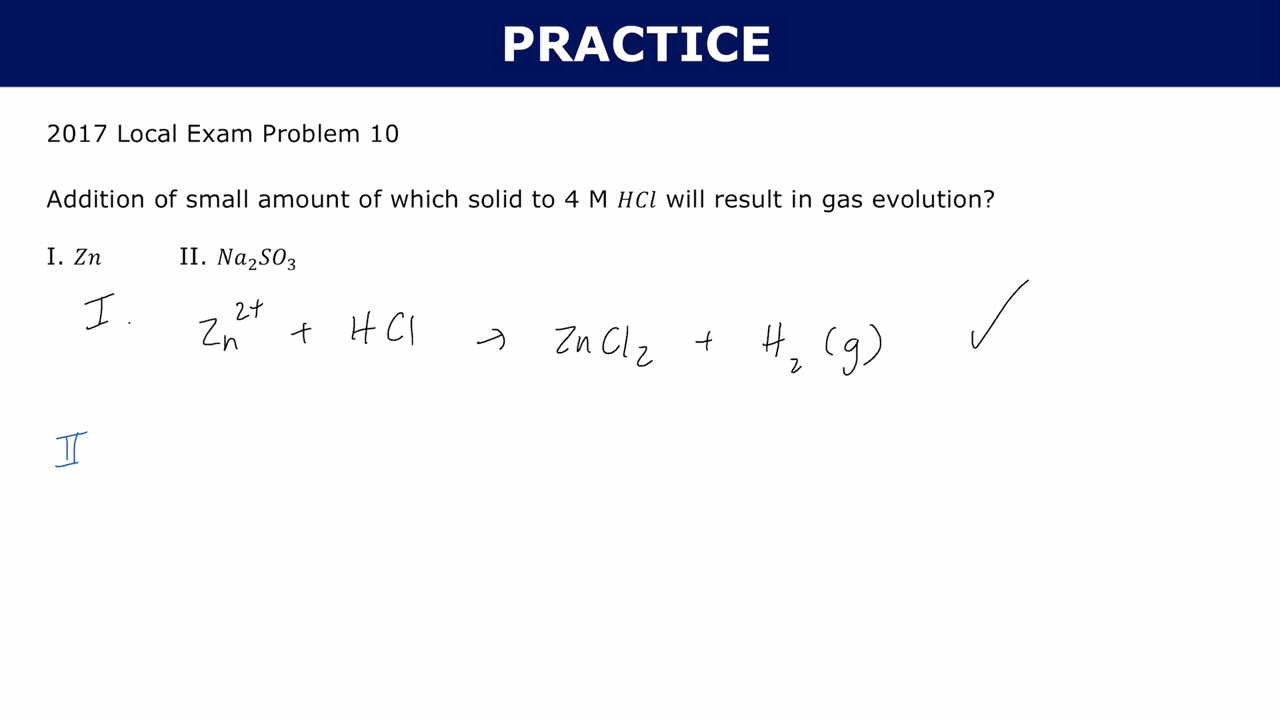 PRACTICE
2017 Local Exam Problem 10
Addition of small amount of which solid to 4 M HCl will result in gas evolution?
I. Zn II. Na₂SO₃
I. Zn²⁺ + HCl → ZnCl₂ + H₂ (g) ✓
II